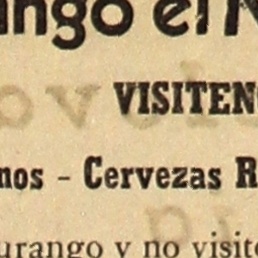 ango el N
VISITEN
nos - Cervezas R
urango y no visite